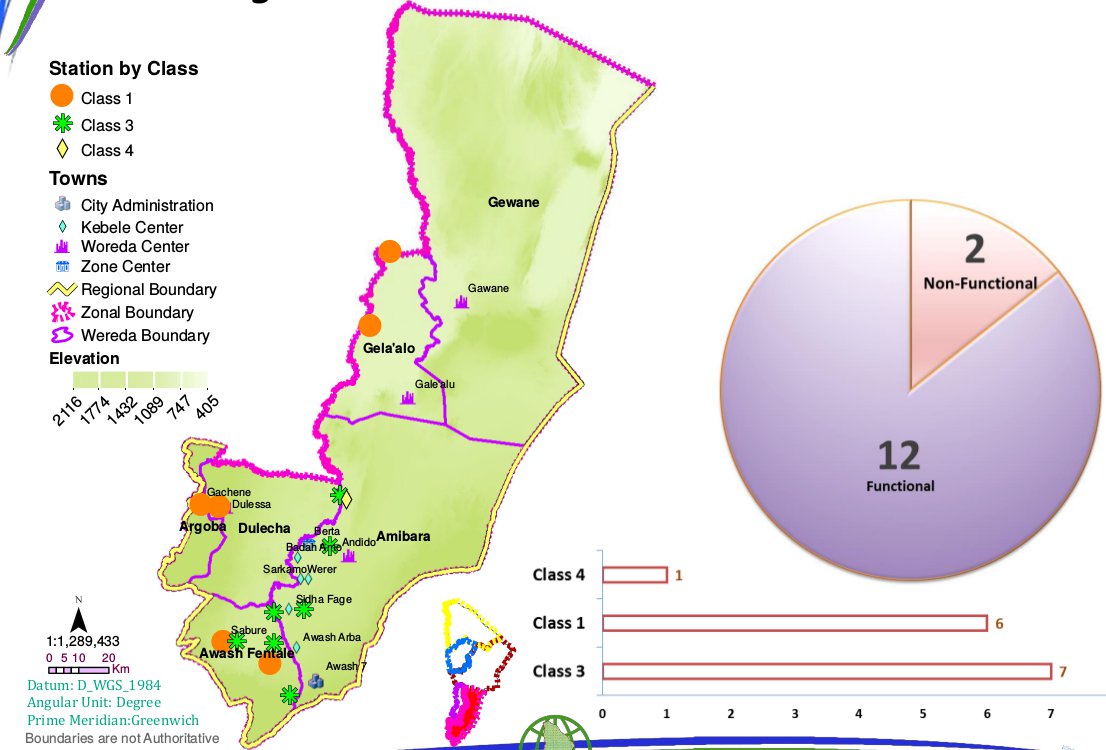 Station by Class
Class 1
Class 3
Class 4
Towns
City Administration
Kebele Center
Woreda Center
Zone Center
Regional Boundary
Zonal Boundary
Wereda Boundary
Elevation
2116
1774
1432
1089
747
405
Gewane
Gawane
Gela'alo
Gale'alu
Gachene
Dulessa
Argoba
Dulecha
Amibara
Berta
Andido
Sarkamo
Werer
Sidha Fage
Sabure
Awash Arba
Awash Fentale
Awash 7
N
1:1,289,433
0 5 10 20
Km
Datum: D_WGS_1984
Angular Unit: Degree
Prime Meridian:Greenwich
Boundaries are not Authoritative
2
Non-Functional
12
Functional
Class 4
1
Class 1
6
Class 3
7
0 1 2 3 4 5 6 7